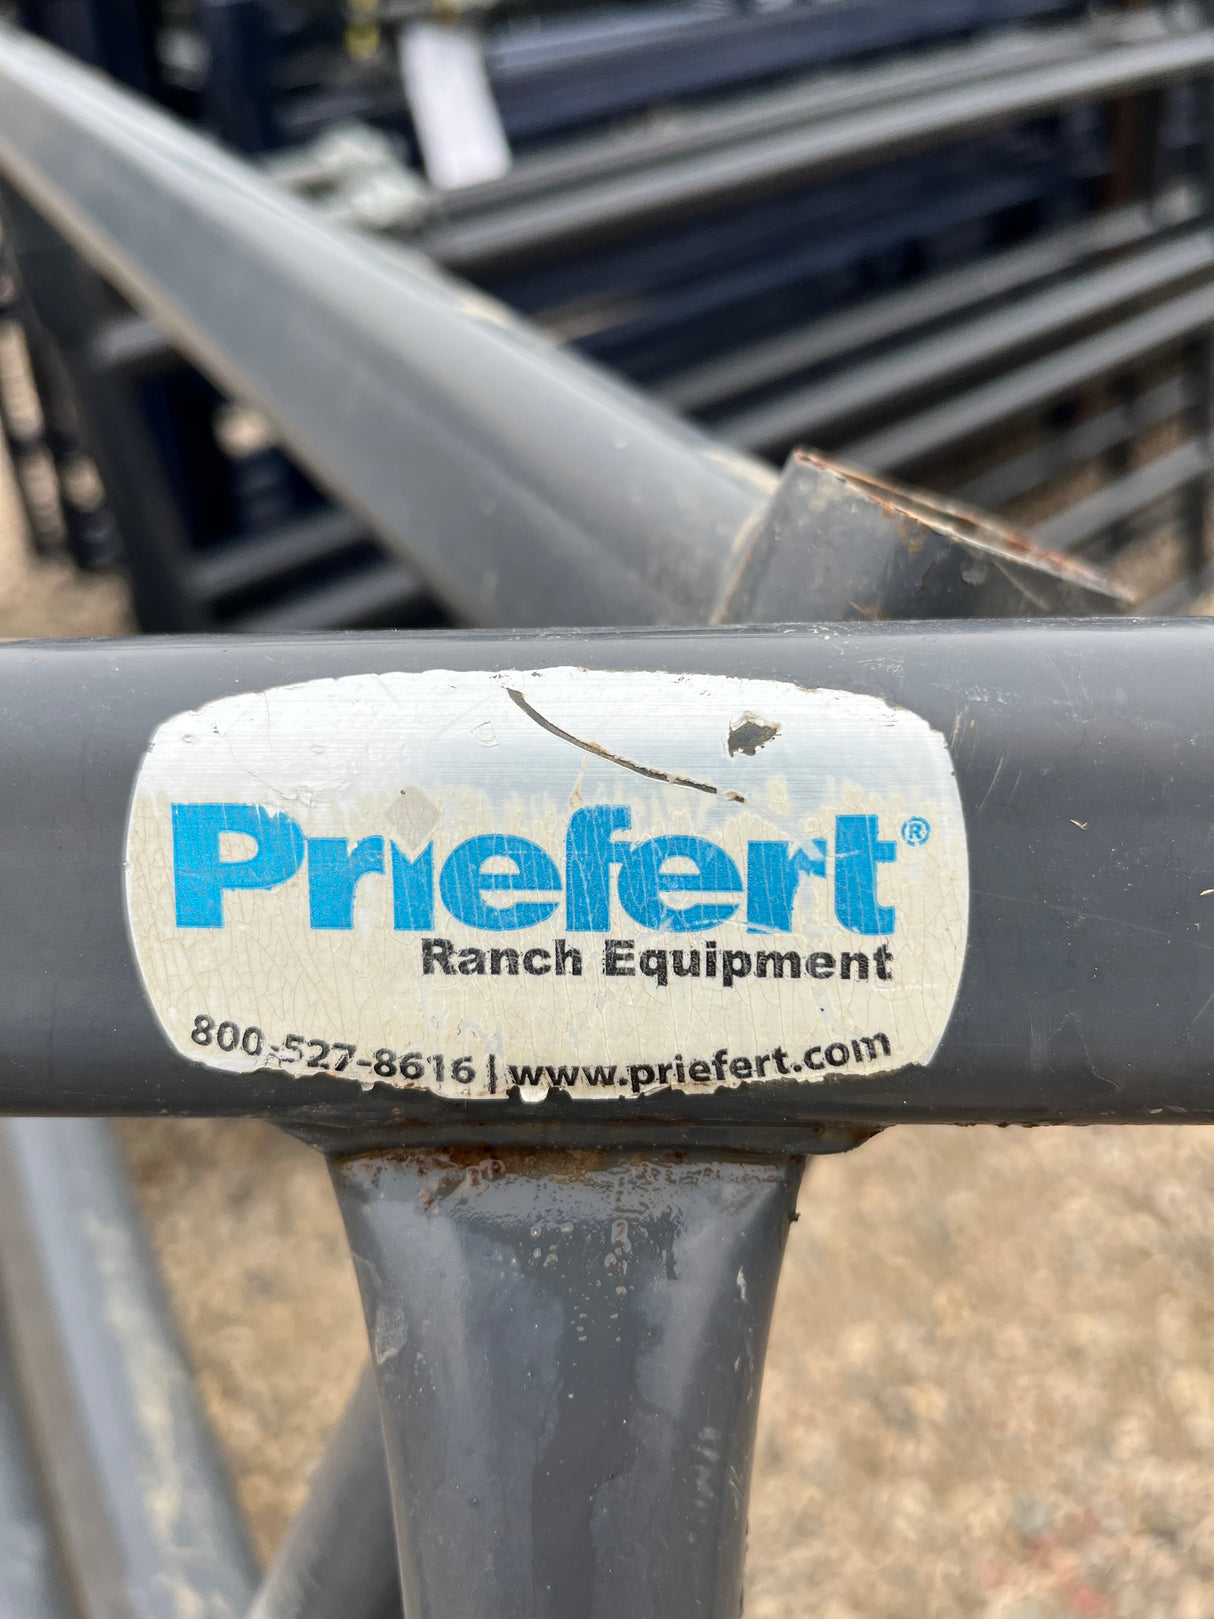 Priefert®
Ranch Equipment
800-527-8616 | www.priefert.com